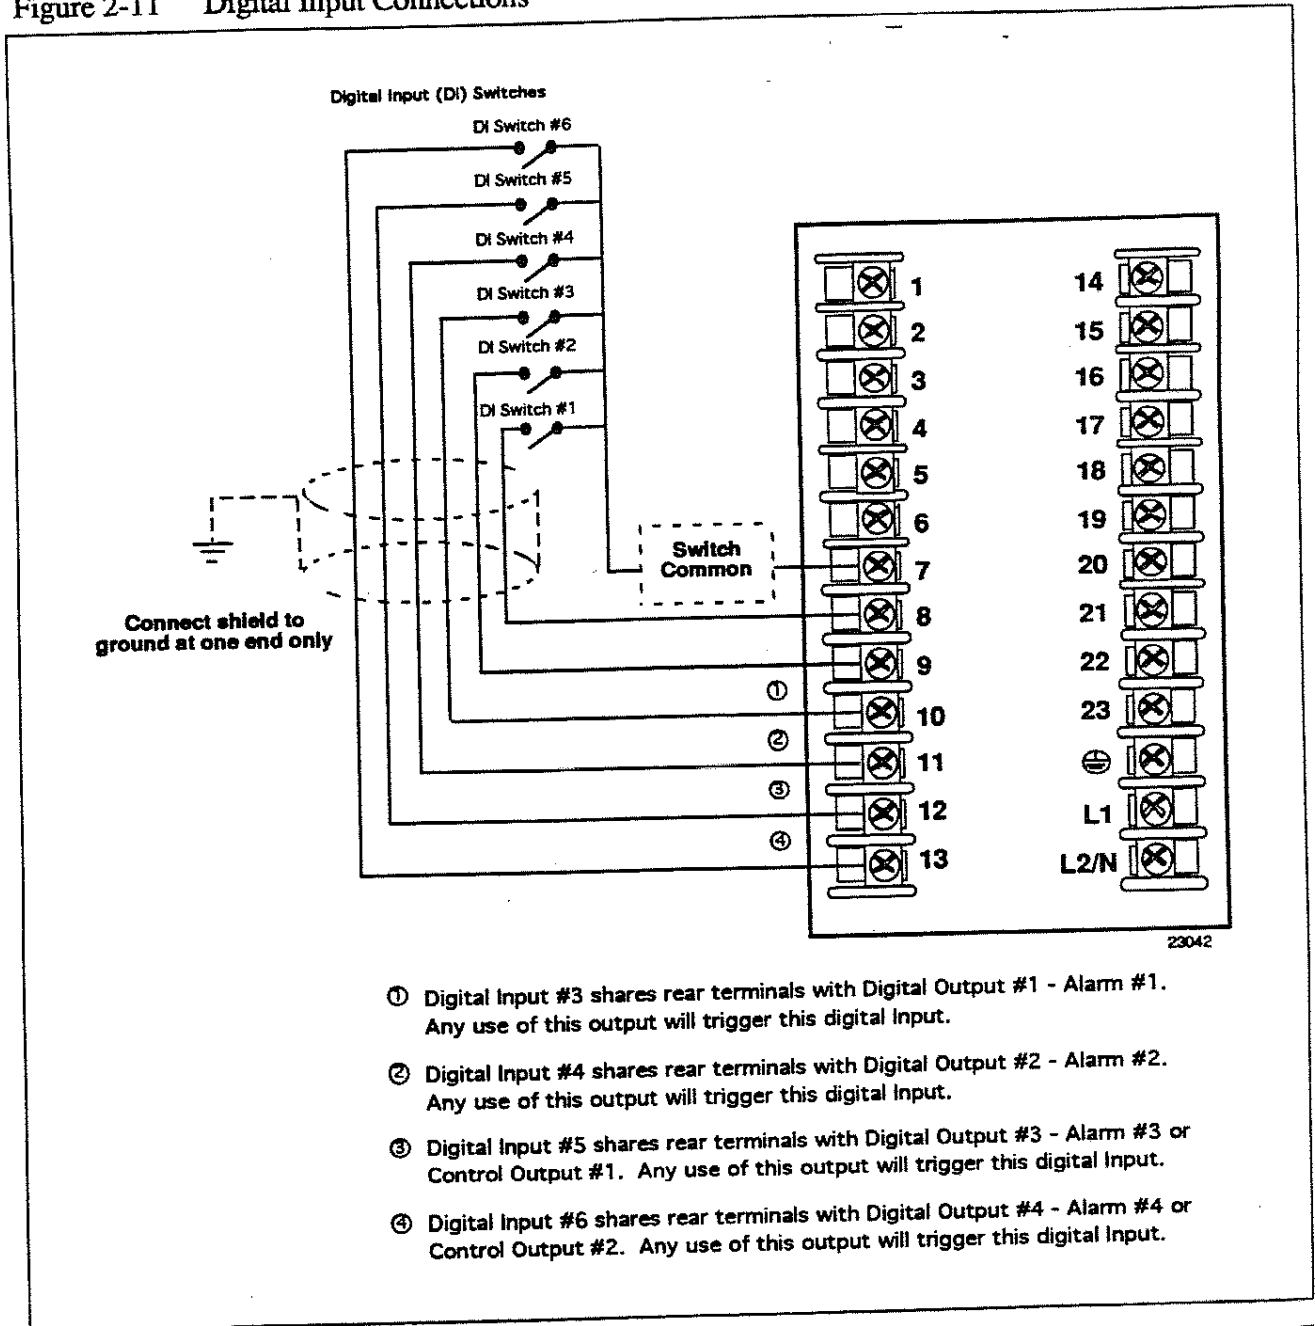 Figure 2-11 Digital Input Connections
Digital Input (DI) Switches
DI Switch #6
DI Switch #5
DI Switch #4
DI Switch #3
DI Switch #2
DI Switch #1
Switch
Common
Connect shield to
ground at one end only
1
2
3
4
5
6
7
8
9
10
11
12
13
①
②
③
④
14
15
16
17
18
19
20
21
22
23
L1
L2/N
23042
① Digital Input #3 shares rear terminals with Digital Output #1 - Alarm #1.
Any use of this output will trigger this digital Input.
② Digital Input #4 shares rear terminals with Digital Output #2 - Alarm #2.
Any use of this output will trigger this digital Input.
③ Digital Input #5 shares rear terminals with Digital Output #3 - Alarm #3 or
Control Output #1. Any use of this output will trigger this digital Input.
④ Digital Input #6 shares rear terminals with Digital Output #4 - Alarm #4 or
Control Output #2. Any use of this output will trigger this digital Input.